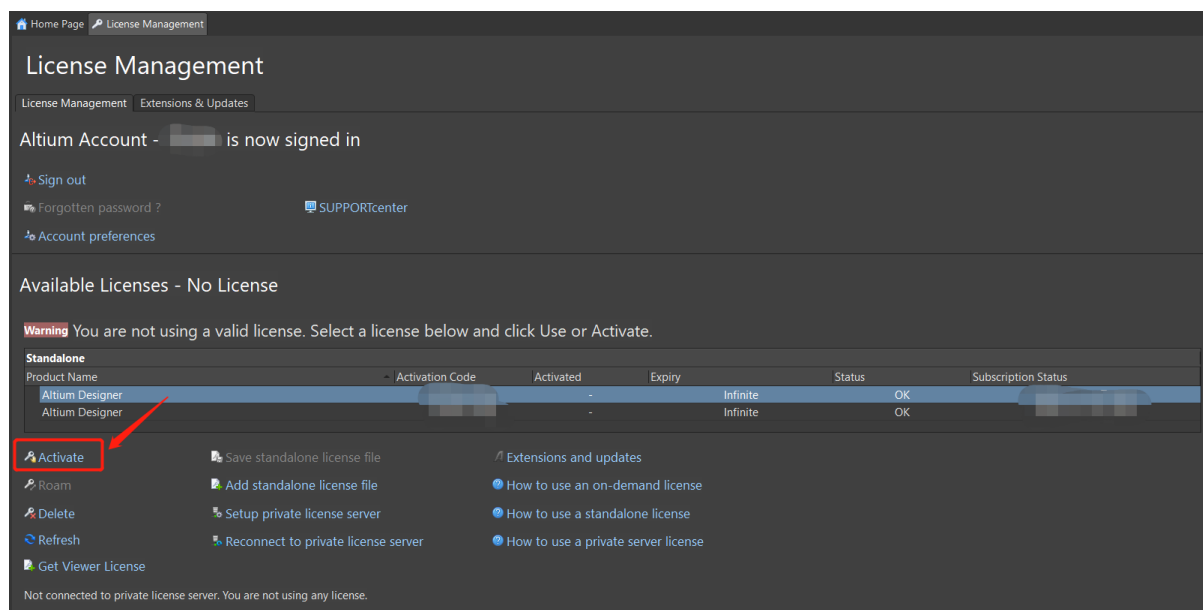 Home Page License Management
License Management
License Management Extensions & Updates
Altium Account - is now signed in
Sign out
Forgotten password ? SUPPORTcenter
Account preferences
Available Licenses - No License
Warning You are not using a valid license. Select a license below and click Use or Activate.
Standalone
Product Name Activation Code Activated Expiry Status Subscription Status
Altium Designer - Infinite OK
Altium Designer - Infinite OK
Activate Save standalone license file Extensions and updates
Roam Add standalone license file How to use an on-demand license
Delete Setup private license server How to use a standalone license
Refresh Reconnect to private license server How to use a private server license
Get Viewer License
Not connected to private license server. You are not using any license.